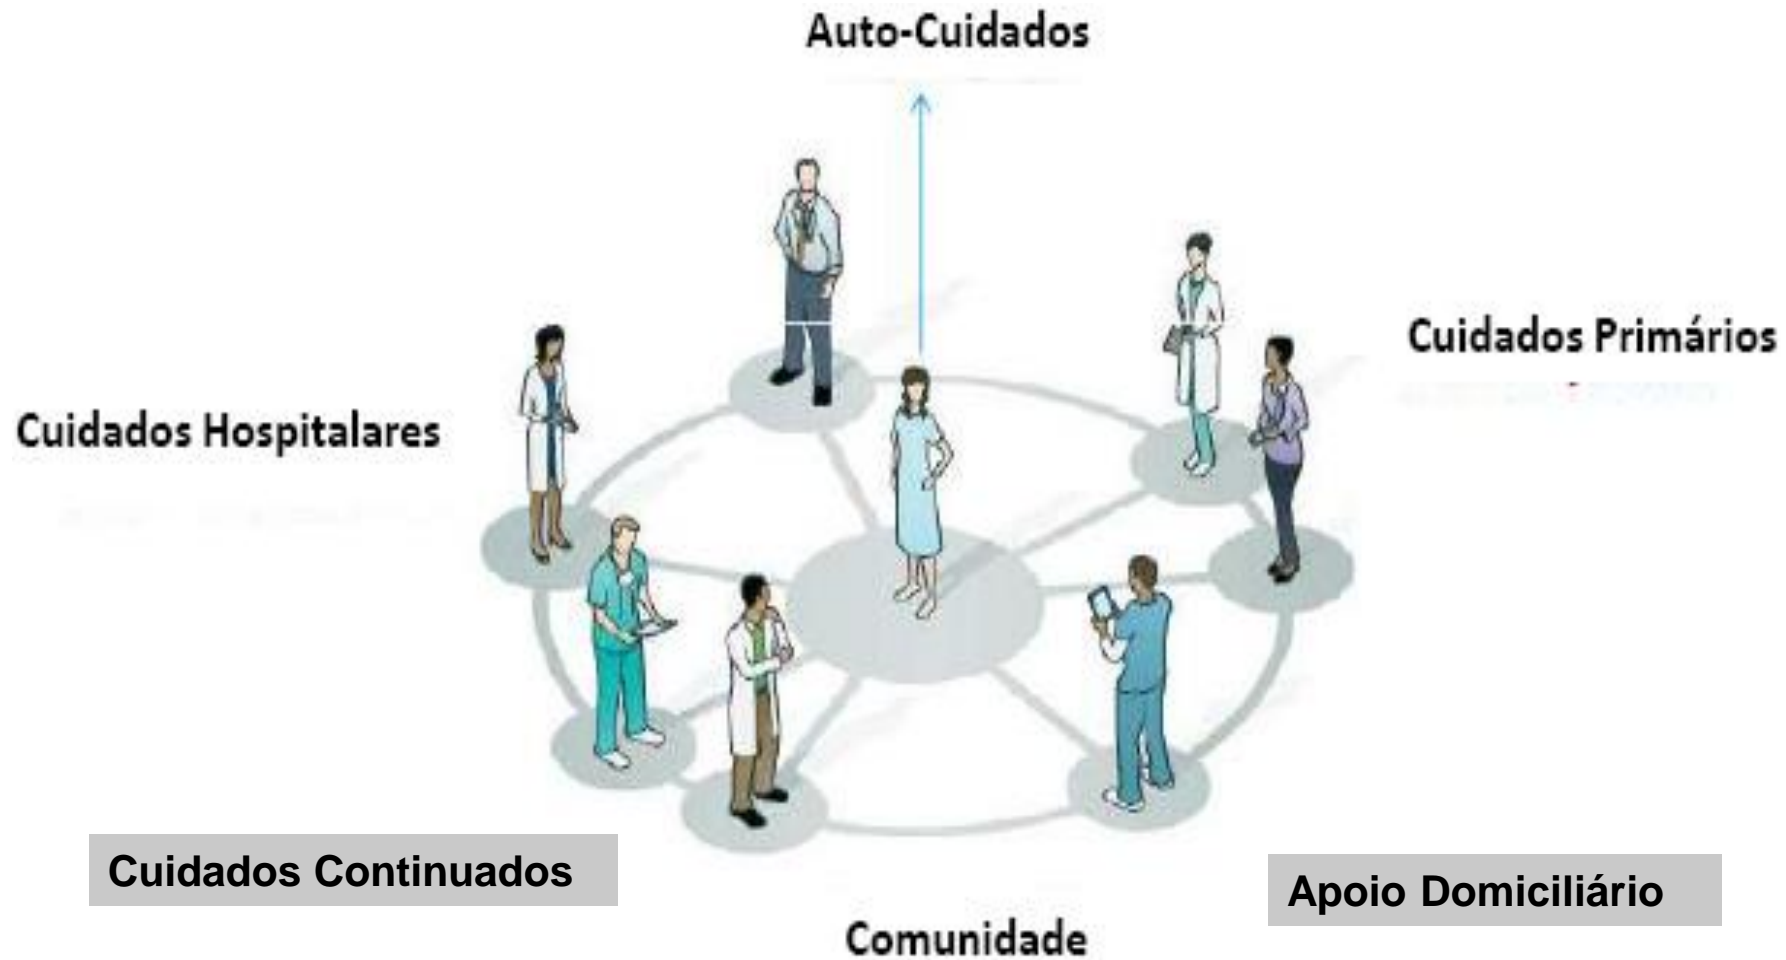 Auto-Cuidados
Cuidados Primários
Cuidados Hospitalares
Cuidados Continuados
Apoio Domiciliário
Comunidade